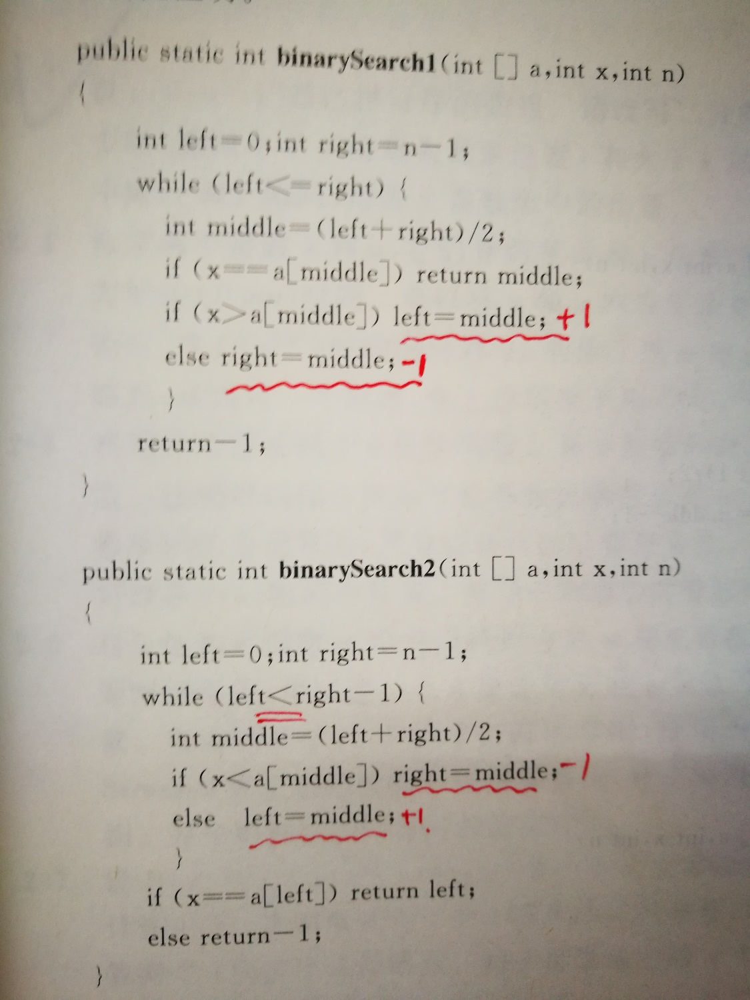 public static int binarySearch1(int [] a,int x,int n)
{
int left=0;int right=n-1;
while (left<=right) {
int middle=(left+right)/2;
if (x==a[middle]) return middle;
if (x>a[middle]) left=middle; +1
else right=middle; -1
}
return-1;
}
public static int binarySearch2(int [] a,int x,int n)
{
int left=0;int right=n-1;
while (left<right-1) {
int middle=(left+right)/2;
if (x<a[middle]) right=middle; -1
else left=middle; +1.
}
if (x==a[left]) return left;
else return-1;
}